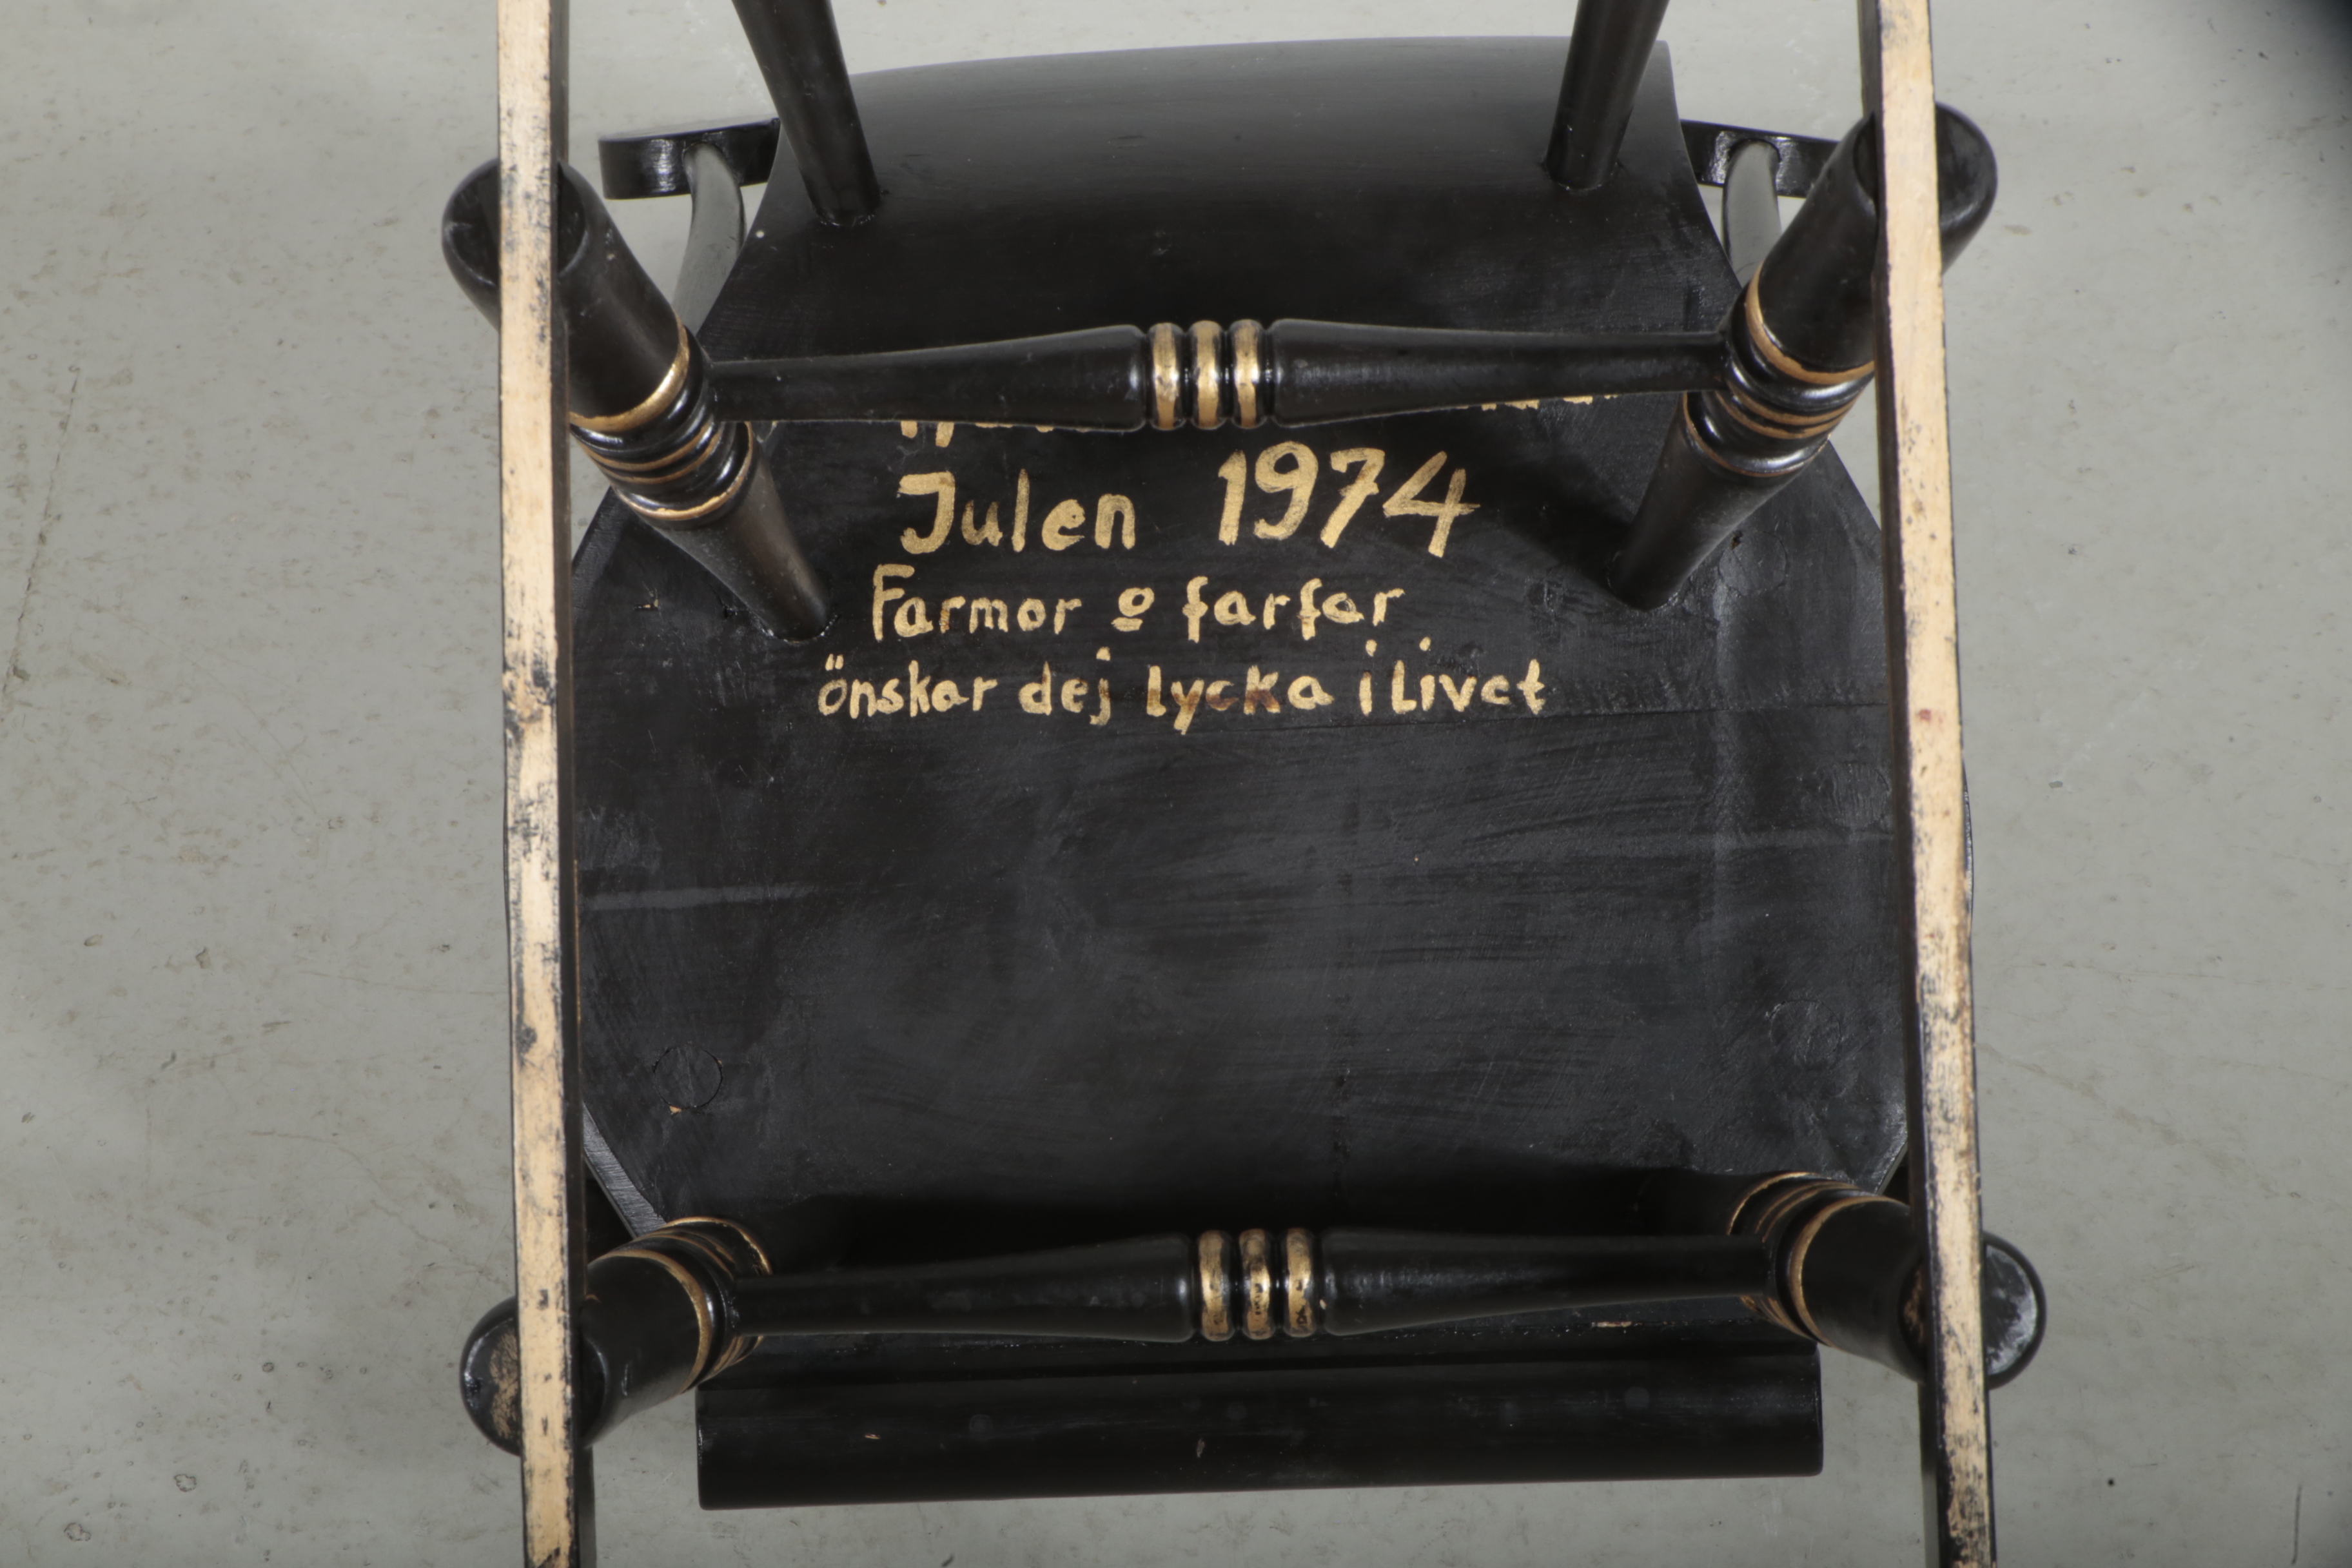 Julen 1974
Farmor o farfar
önskar dej lycka i Livet